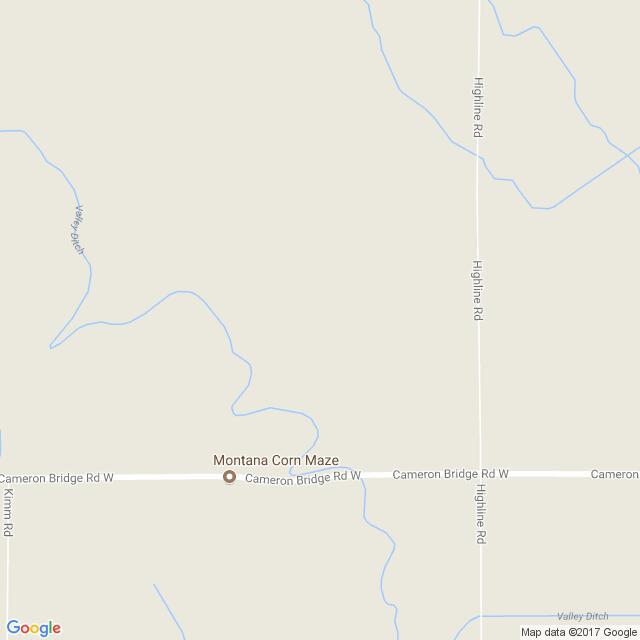 Highline Rd
Valley Ditch
Highline Rd
Montana Corn Maze
Cameron Bridge Rd W
Cameron Bridge Rd W
Cameron Bridge Rd W
Cameron
Kimm Rd
Highline Rd
Valley Ditch
Google
Map data ©2017 Google